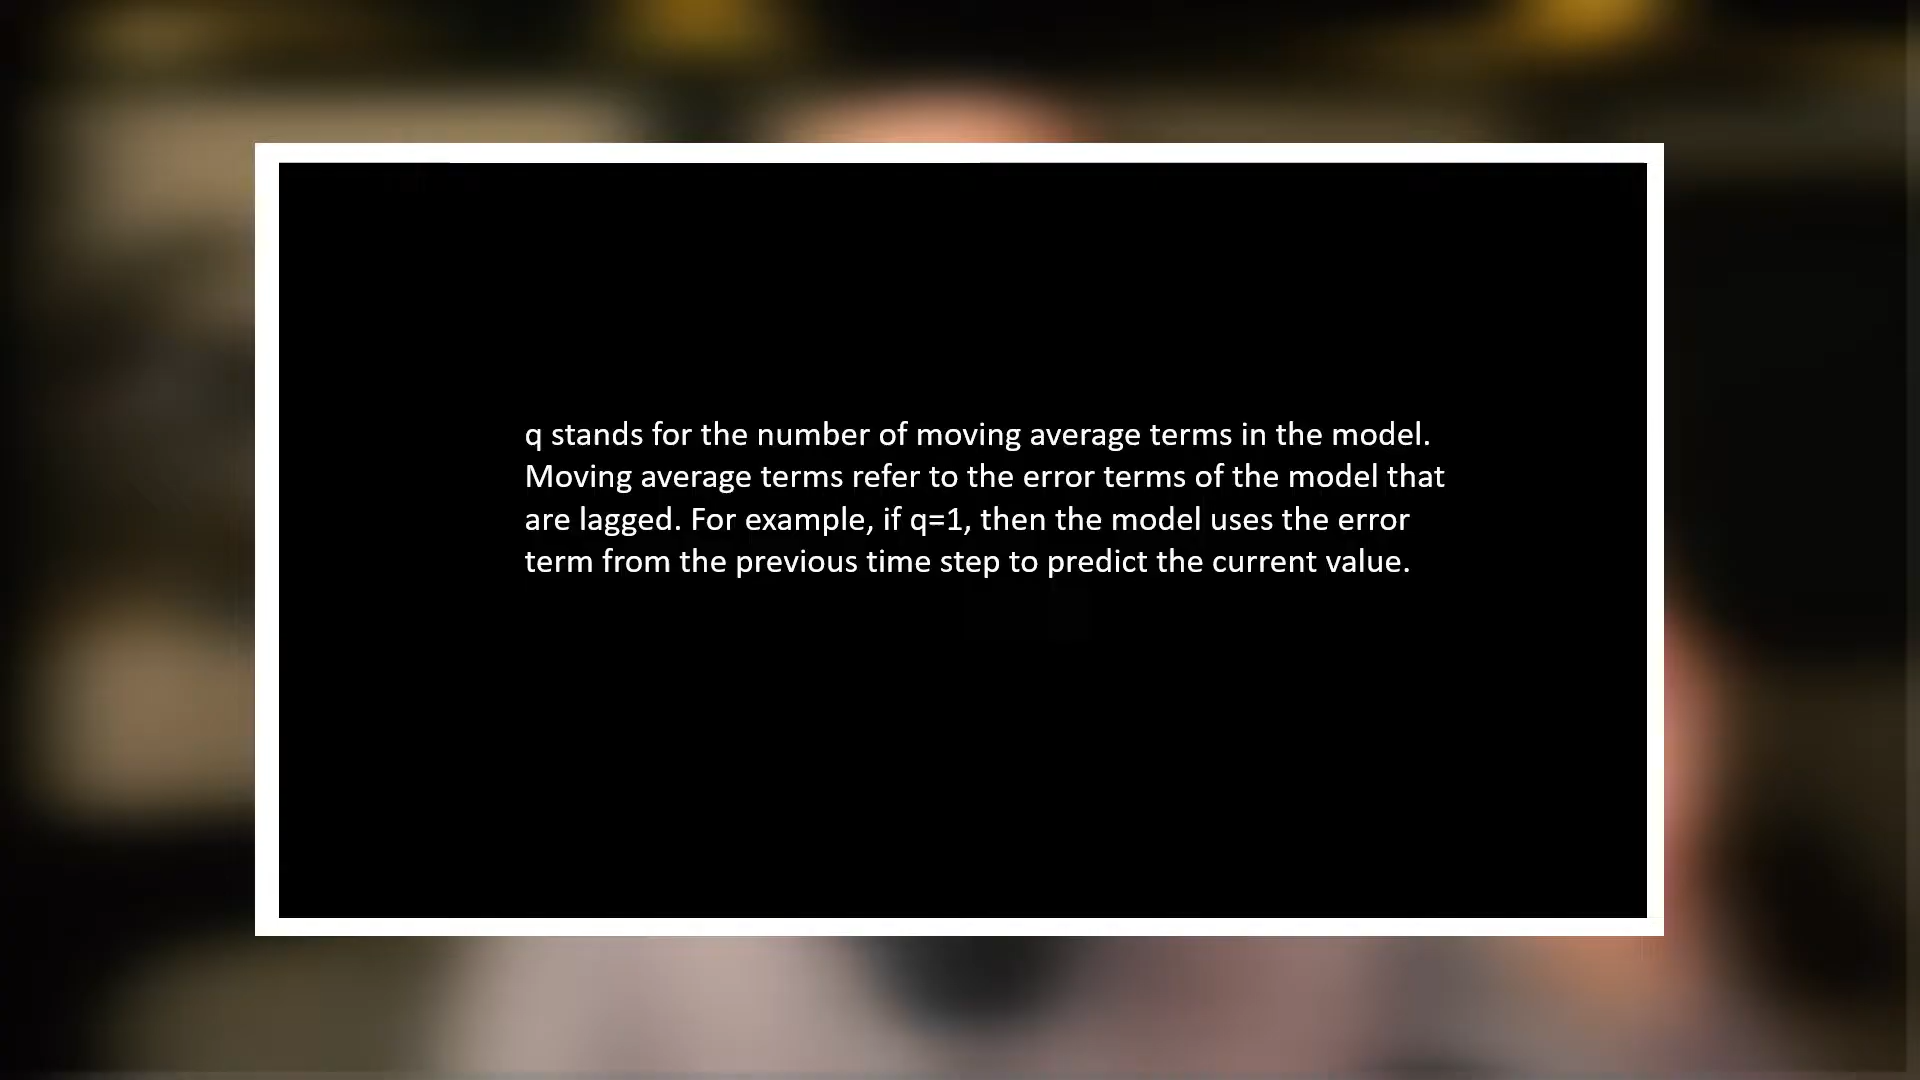 q stands for the number of moving average terms in the model.
Moving average terms refer to the error terms of the model that
are lagged. For example, if q=1, then the model uses the error
term from the previous time step to predict the current value.